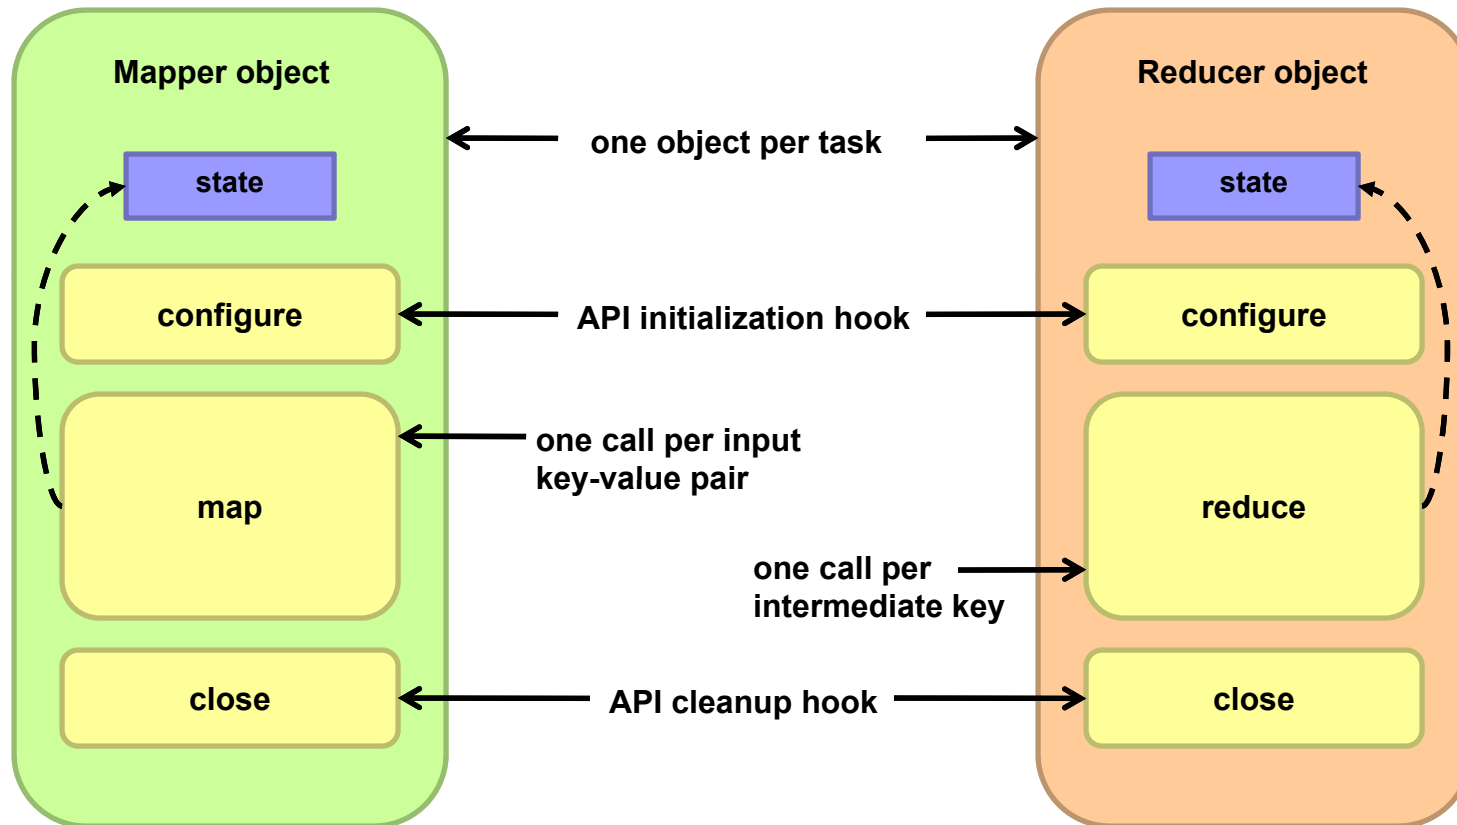 Mapper object
Reducer object
one object per task
state
state
configure
API initialization hook
configure
one call per input
key-value pair
map
reduce
one call per
intermediate key
close
API cleanup hook
close